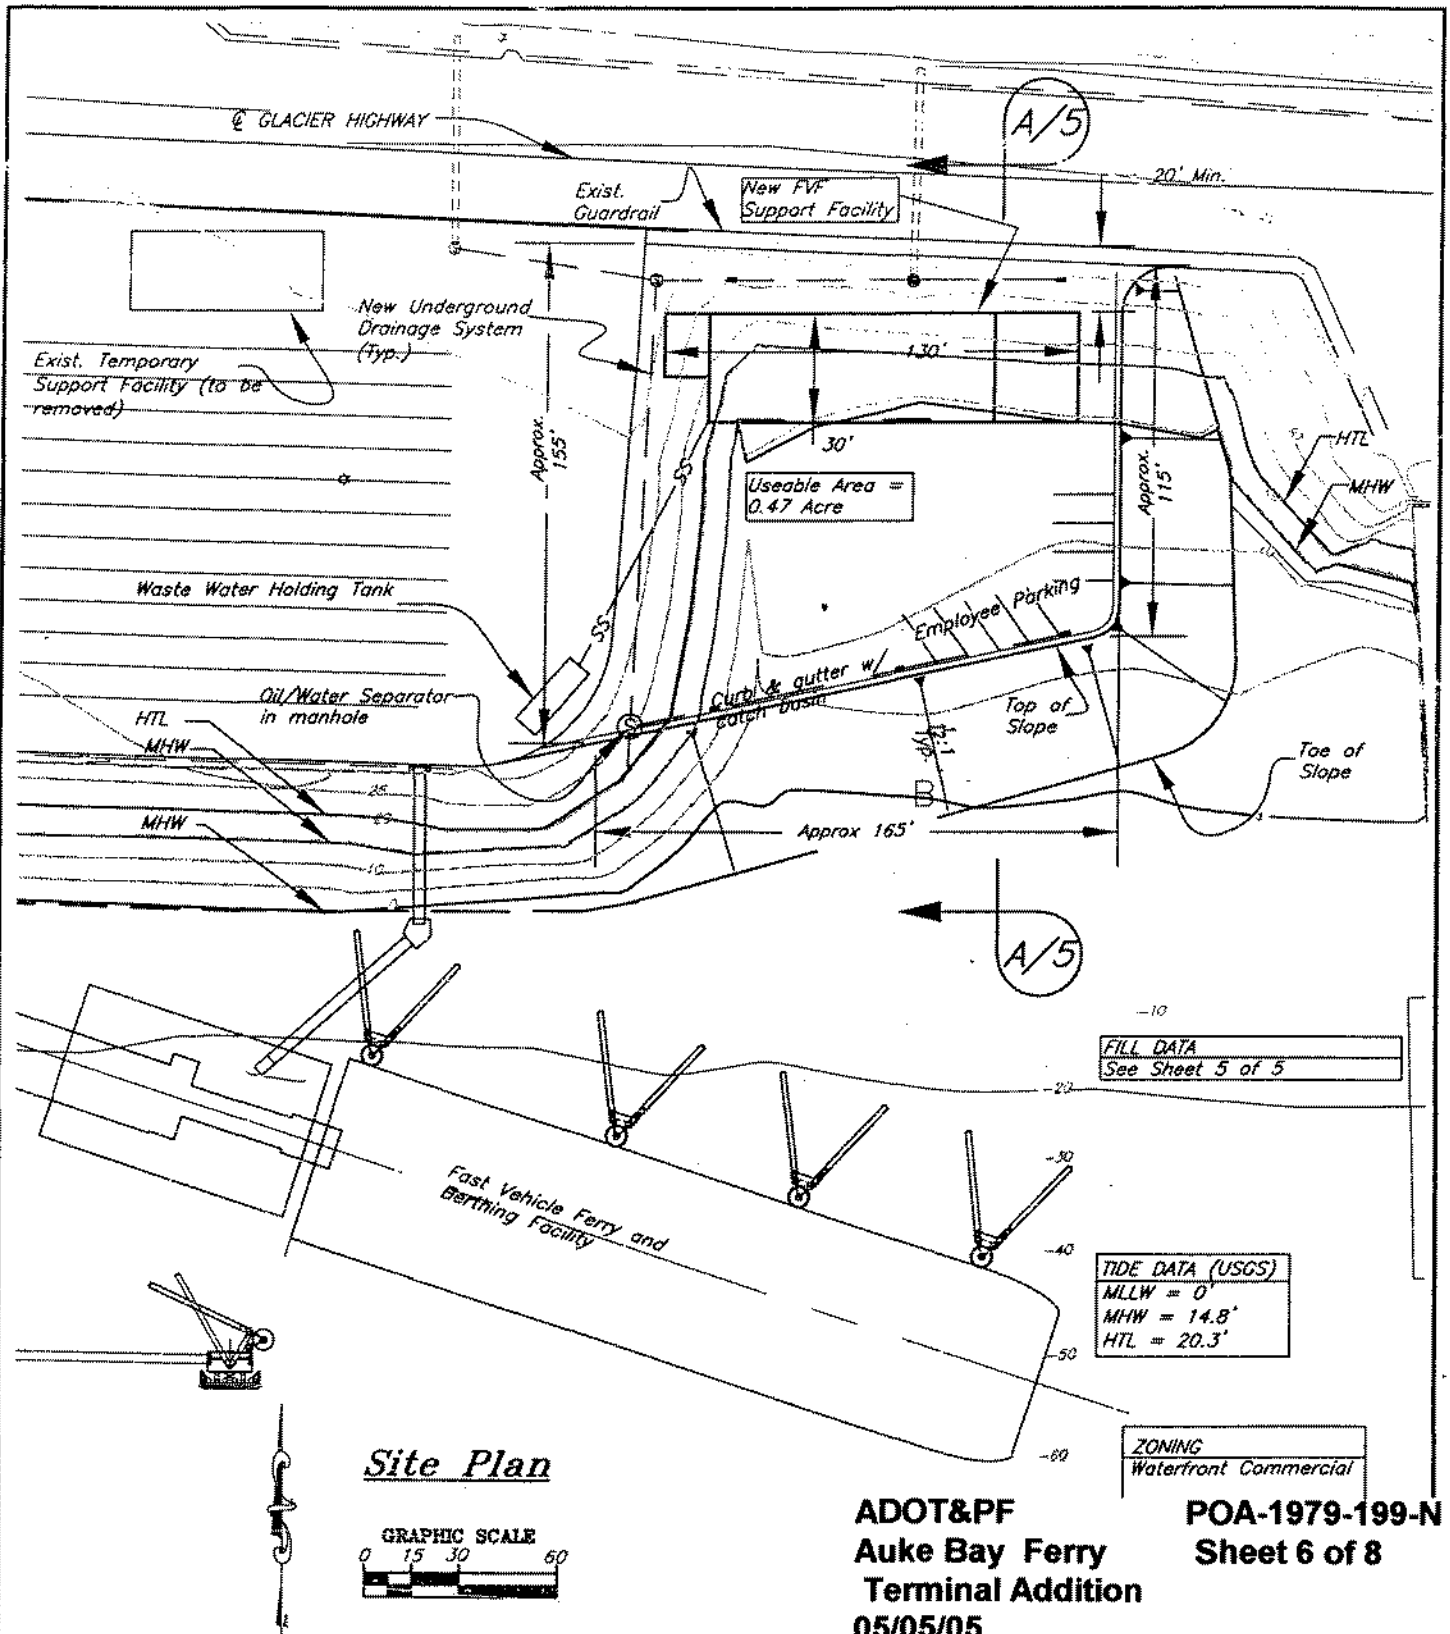 ℄ GLACIER HIGHWAY
A/5
20' Min.
Exist.
Guardrail
New FVF
Support Facility
New Underground
Drainage System
(Typ.)
Exist. Temporary
Support Facility (to be
removed)
130'
30'
Approx.
155'
Approx.
115'
HTL
MHW
SS
Useable Area =
0.47 Acre
Waste Water Holding Tank
SS
Employee Parking
Oil/Water Separator
in manhole
S
Curb & gutter w/
catch basin
Top of
Slope
Toe of
Slope
HTL
MHW
MHW
25
20
10
0
Typ.
B
Approx 165'
A/5
-10
FILL DATA
See Sheet 5 of 5
-20
-30
-40
-50
-60
Fast Vehicle Ferry and
Berthing Facility
TIDE DATA (USGS)
MLLW = 0'
MHW = 14.8'
HTL = 20.3'
ZONING
Waterfront Commercial
Site Plan
GRAPHIC SCALE
0 15 30 60
ADOT&PF
Auke Bay Ferry
Terminal Addition
05/05/05
POA-1979-199-N
Sheet 6 of 8